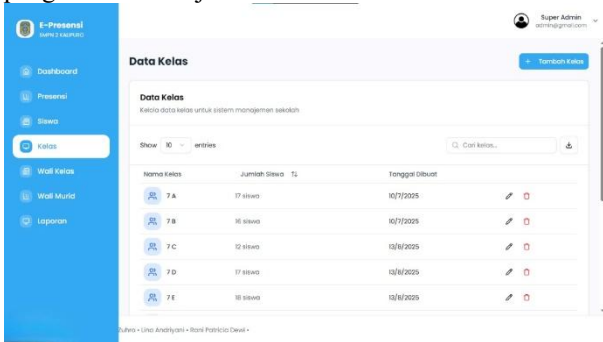 E-Presensi
SMPN 2 KALIPURO
Super Admin
admin@gmail.com
Dashboard
Presensi
Siswa
Kelas
Wali Kelas
Wali Murid
Laporan
Data Kelas
+ Tambah Kelas
Data Kelas
Kelola data kelas untuk sistem manajemen sekolah
Show 10 entries
Cari kelas...
Nama Kelas Jumlah Siswa Tanggal Dibuat
7 A 17 siswa 10/7/2025
7 B 16 siswa 10/7/2025
7 C 12 siswa 13/8/2025
7 D 17 siswa 13/8/2025
7 E 18 siswa 13/8/2025
Zuhro • Lina Andriyani • Rani Patricia Dewi •